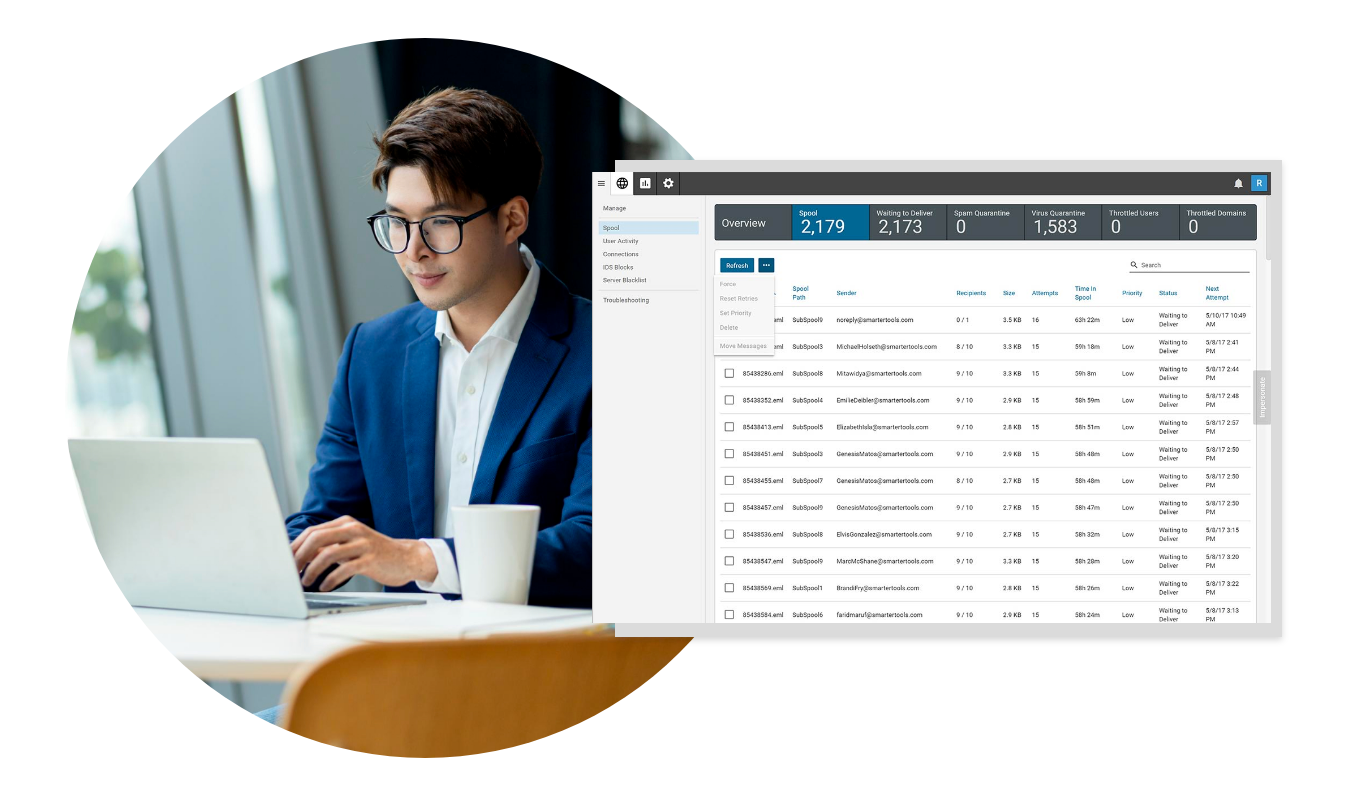 R
Manage
Spool
User Activity
Connections
IDS Blocks
Server Blacklist
Troubleshooting
Overview
Spool
2,179
Waiting to Deliver
2,173
Spam Quarantine
0
Virus Quarantine
1,583
Throttled Users
0
Throttled Domains
0
Refresh
Search
Force
Reset Retries
Set Priority
Delete
Move Messages
Spool Path Sender Recipients Size Attempts Time In Spool Priority Status Next Attempt
.eml SubSpool9 noreply@smartertools.com 0 / 1 3.5 KB 16 63h 22m Low Waiting to Deliver 5/10/17 10:49 AM
eml SubSpool3 MichaelHolseth@smartertools.com 8 / 10 3.3 KB 15 59h 18m Low Waiting to Deliver 5/8/17 2:41 PM
85438286.eml SubSpool8 Mitawidya@smartertools.com 9 / 10 3.3 KB 15 59h 8m Low Waiting to Deliver 5/8/17 2:44 PM
85438352.eml SubSpool4 EmilieDeibler@smartertools.com 9 / 10 2.9 KB 15 58h 59m Low Waiting to Deliver 5/8/17 2:48 PM
85438413.eml SubSpool5 ElizabethIsla@smartertools.com 9 / 10 2.8 KB 15 58h 51m Low Waiting to Deliver 5/8/17 2:57 PM
85438451.eml SubSpool3 GenesisMatos@smartertools.com 9 / 10 2.9 KB 15 58h 48m Low Waiting to Deliver 5/8/17 2:50 PM
85438455.eml SubSpool7 GenesisMatos@smartertools.com 8 / 10 2.7 KB 15 58h 48m Low Waiting to Deliver 5/8/17 2:50 PM
85438457.eml SubSpool9 GenesisMatos@smartertools.com 9 / 10 2.7 KB 15 58h 47m Low Waiting to Deliver 5/8/17 2:50 PM
85438536.eml SubSpool8 ElvisGonzalez@smartertools.com 9 / 10 2.7 KB 15 58h 32m Low Waiting to Deliver 5/8/17 3:15 PM
85438547.eml SubSpool9 MarcMcShane@smartertools.com 9 / 10 3.3 KB 15 58h 28m Low Waiting to Deliver 5/8/17 3:20 PM
85438569.eml SubSpool1 BrandiFry@smartertools.com 9 / 10 2.8 KB 15 58h 26m Low Waiting to Deliver 5/8/17 3:22 PM
85438584.eml SubSpool6 faridmaruf@smartertools.com 9 / 10 2.9 KB 15 58h 24m Low Waiting to Deliver 5/8/17 3:13 PM
Impersonate